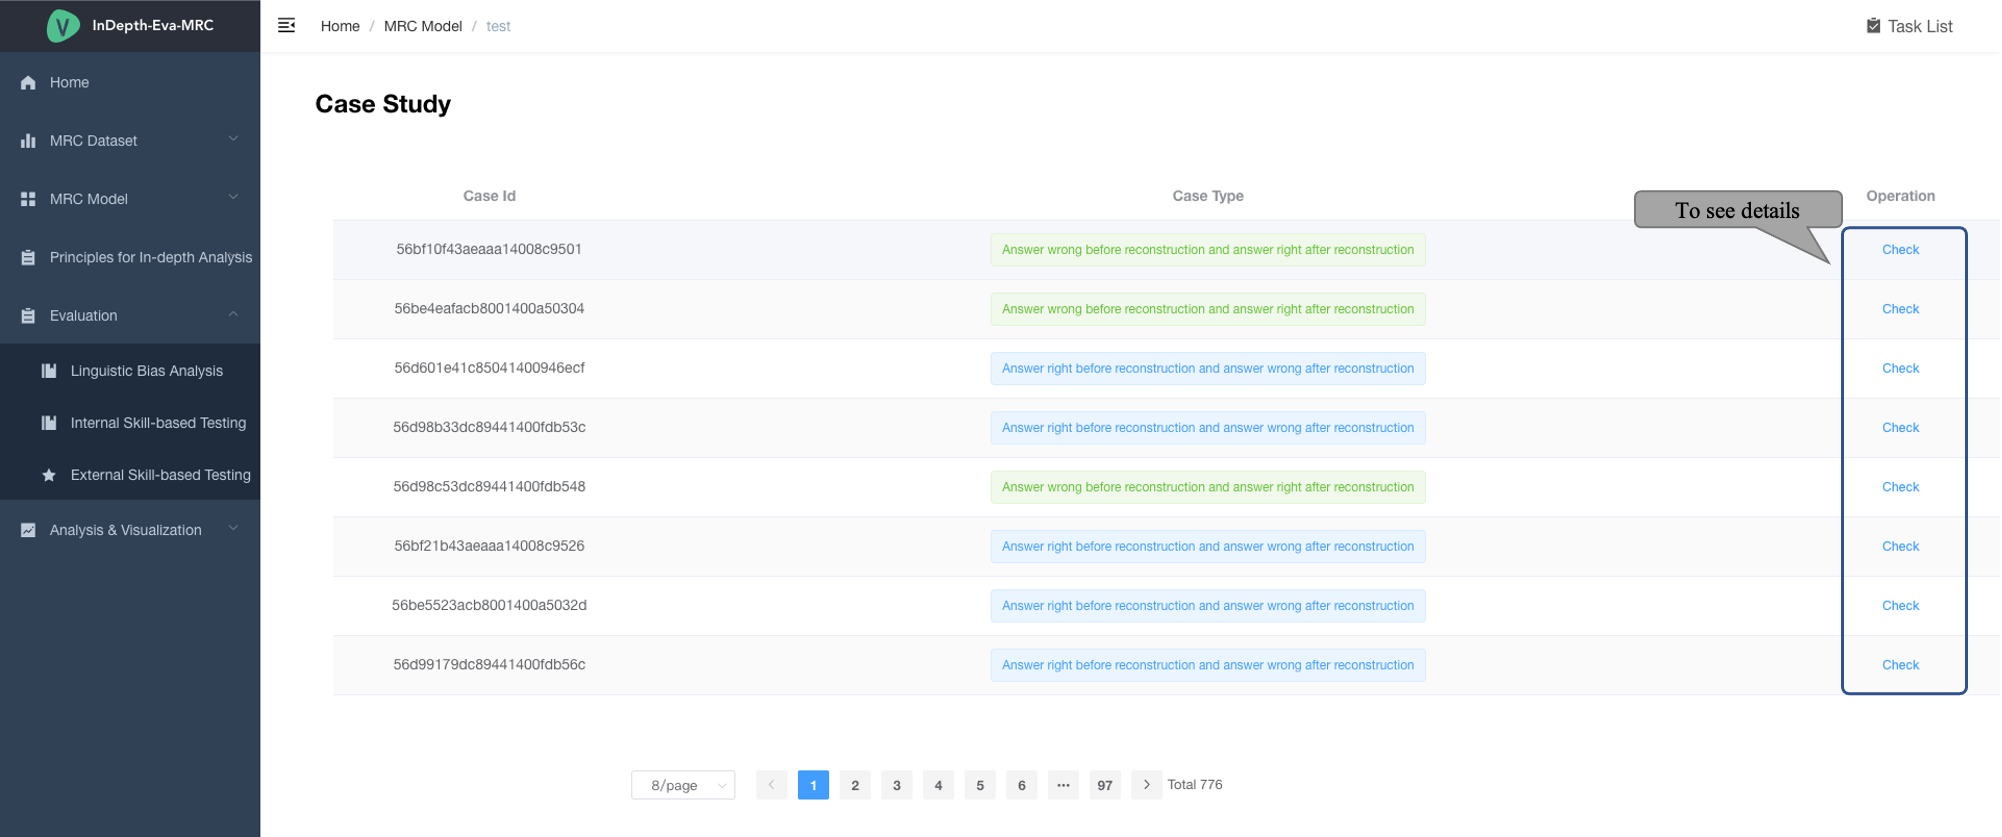 InDepth-Eva-MRC
Home / MRC Model / test
Task List
Home
MRC Dataset
MRC Model
Principles for In-depth Analysis
Evaluation
Linguistic Bias Analysis
Internal Skill-based Testing
External Skill-based Testing
Analysis & Visualization
Case Study
Case Id Case Type Operation
To see details
56bf10f43aeaaa14008c9501 Answer wrong before reconstruction and answer right after reconstruction Check
56be4eafacb8001400a50304 Answer wrong before reconstruction and answer right after reconstruction Check
56d601e41c85041400946ecf Answer right before reconstruction and answer wrong after reconstruction Check
56d98b33dc89441400fdb53c Answer right before reconstruction and answer wrong after reconstruction Check
56d98c53dc89441400fdb548 Answer wrong before reconstruction and answer right after reconstruction Check
56bf21b43aeaaa14008c9526 Answer right before reconstruction and answer wrong after reconstruction Check
56be5523acb8001400a5032d Answer right before reconstruction and answer wrong after reconstruction Check
56d99179dc89441400fdb56c Answer right before reconstruction and answer wrong after reconstruction Check
8/page 1 2 3 4 5 6 ••• 97 Total 776